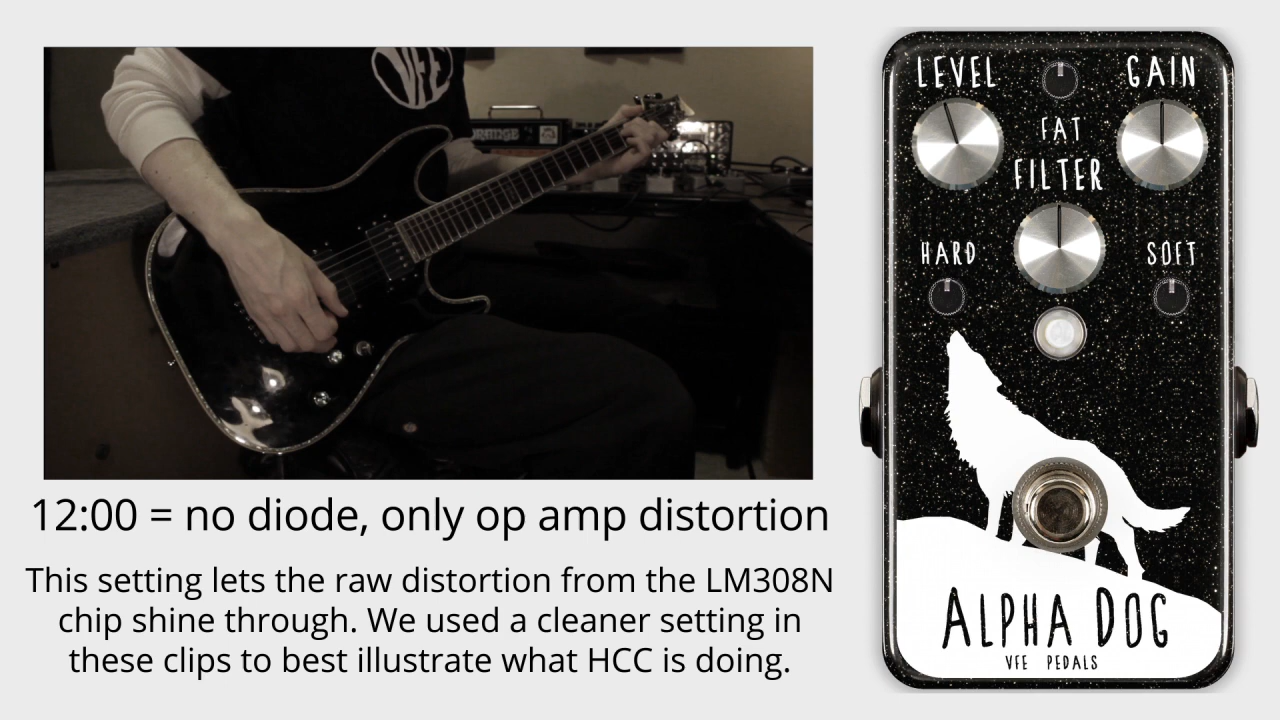 VFE
ORANGE
12:00 = no diode, only op amp distortion
This setting lets the raw distortion from the LM308N
chip shine through. We used a cleaner setting in
these clips to best illustrate what HCC is doing.
LEVEL
GAIN
FAT
FILTER
HARD
SOFT
ALPHA DOG
VFE PEDALS